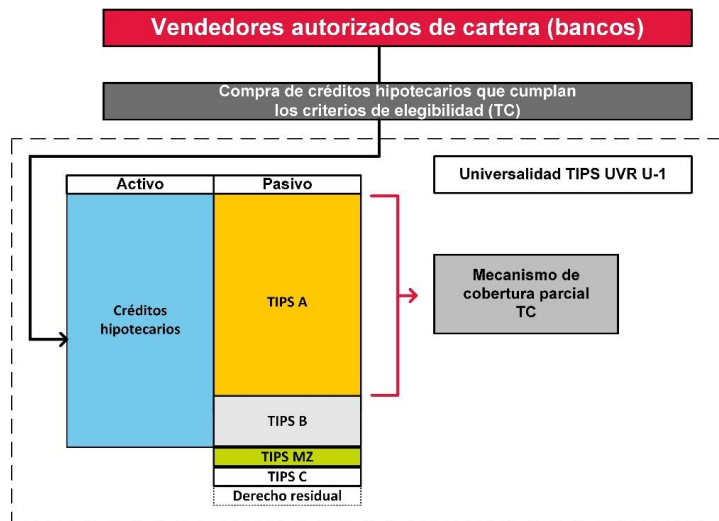 Vendedores autorizados de cartera (bancos)
Compra de créditos hipotecarios que cumplan
los criterios de elegibilidad (TC)
Universalidad TIPS UVR U-1
Activo
Pasivo
Créditos
hipotecarios
TIPS A
Mecanismo de
cobertura parcial
TC
TIPS B
TIPS MZ
TIPS C
Derecho residual